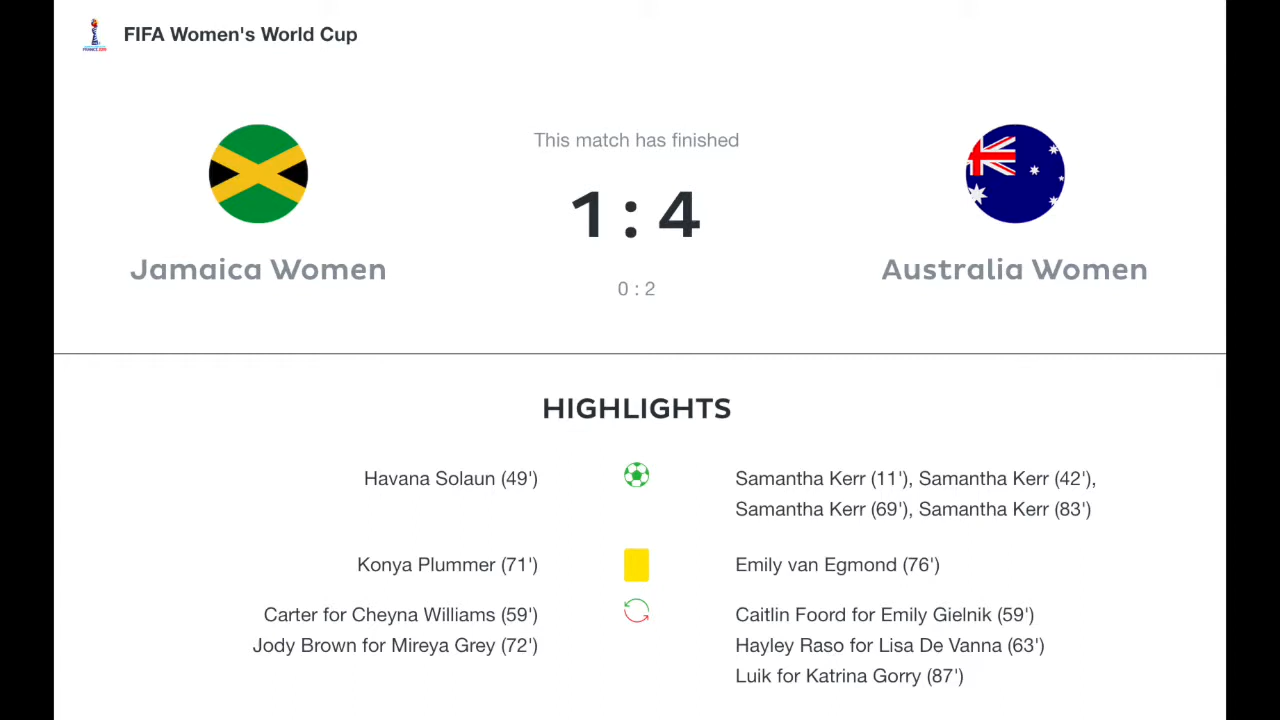 FRANCE 2019
FIFA Women's World Cup
This match has finished
1 : 4
Jamaica Women
Australia Women
0 : 2
HIGHLIGHTS
Havana Solaun (49')
Samantha Kerr (11'), Samantha Kerr (42'),
Samantha Kerr (69'), Samantha Kerr (83')
Konya Plummer (71')
Emily van Egmond (76')
Carter for Cheyna Williams (59')
Caitlin Foord for Emily Gielnik (59')
Jody Brown for Mireya Grey (72')
Hayley Raso for Lisa De Vanna (63')
Luik for Katrina Gorry (87')